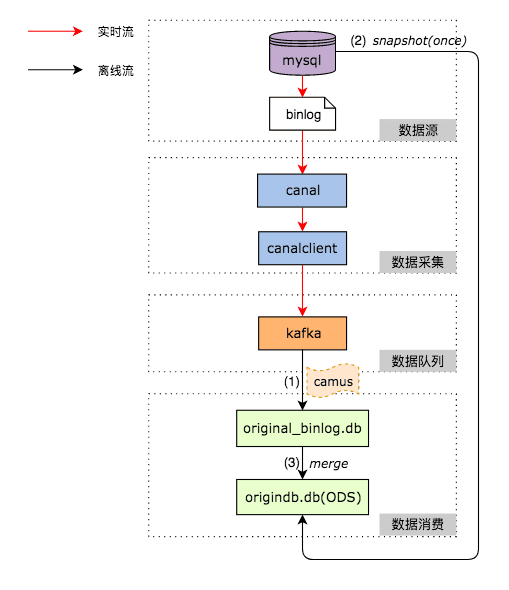 实时流
离线流
mysql
(2) snapshot(once)
binlog
数据源
canal
canalclient
数据采集
kafka
数据队列
(1)
camus
original_binlog.db
(3) merge
origindb.db(ODS)
数据消费